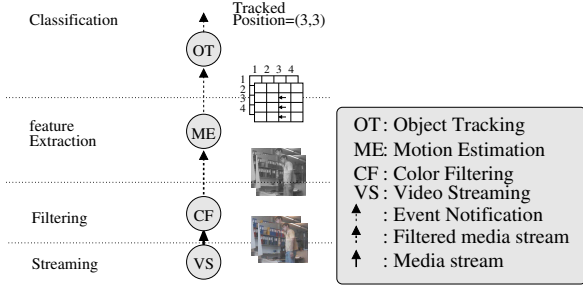 Classification
OT
Tracked
Position=(3,3)
1 2 3 4
1
2
3
4
feature
Extraction
ME
Filtering
CF
Streaming
VS
OT: Object Tracking
ME: Motion Estimation
CF: Color Filtering
VS: Video Streaming
: Event Notification
: Filtered media stream
: Media stream